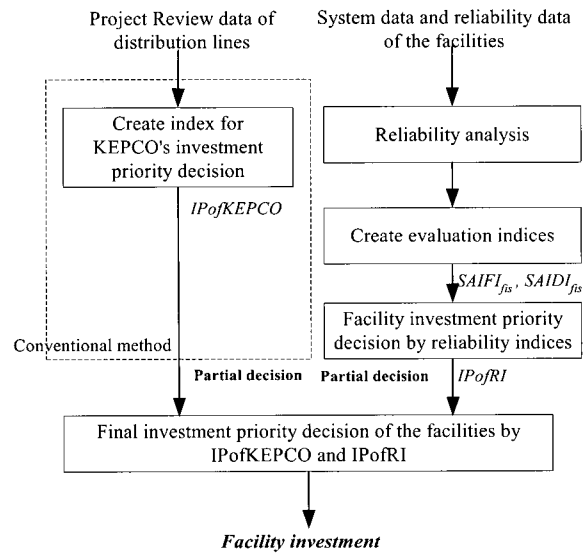 Project Review data of
distribution lines
System data and reliability data
of the facilities
Create index for
KEPCO's investment
priority decision
IPofKEPCO
Conventional method
Reliability analysis
Create evaluation indices
SAIFI_fis, SAIDI_fis
Facility investment priority
decision by reliability indices
Partial decision
Partial decision
IPofRI
Final investment priority decision of the facilities by
IPofKEPCO and IPofRI
Facility investment